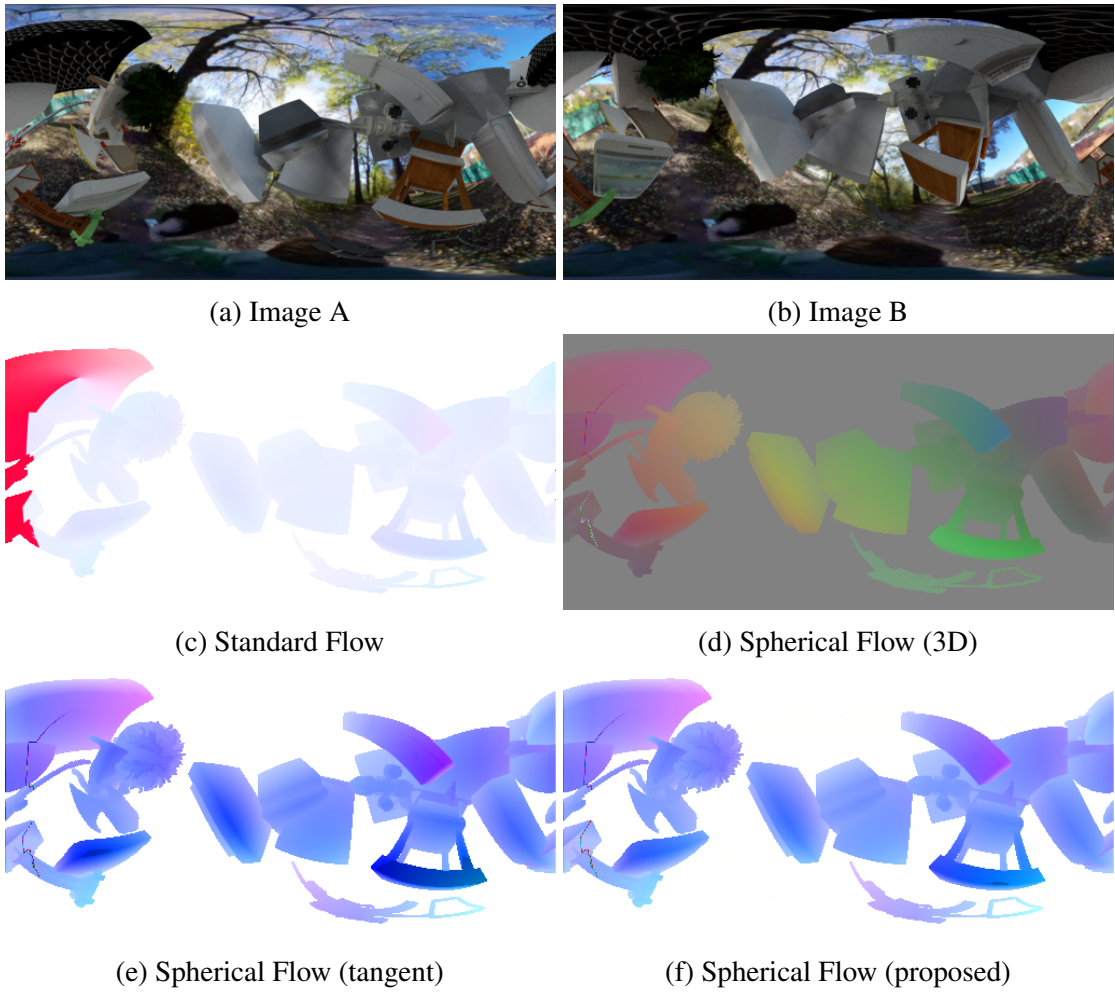 (a) Image A
(b) Image B
(c) Standard Flow
(d) Spherical Flow (3D)
(e) Spherical Flow (tangent)
(f) Spherical Flow (proposed)